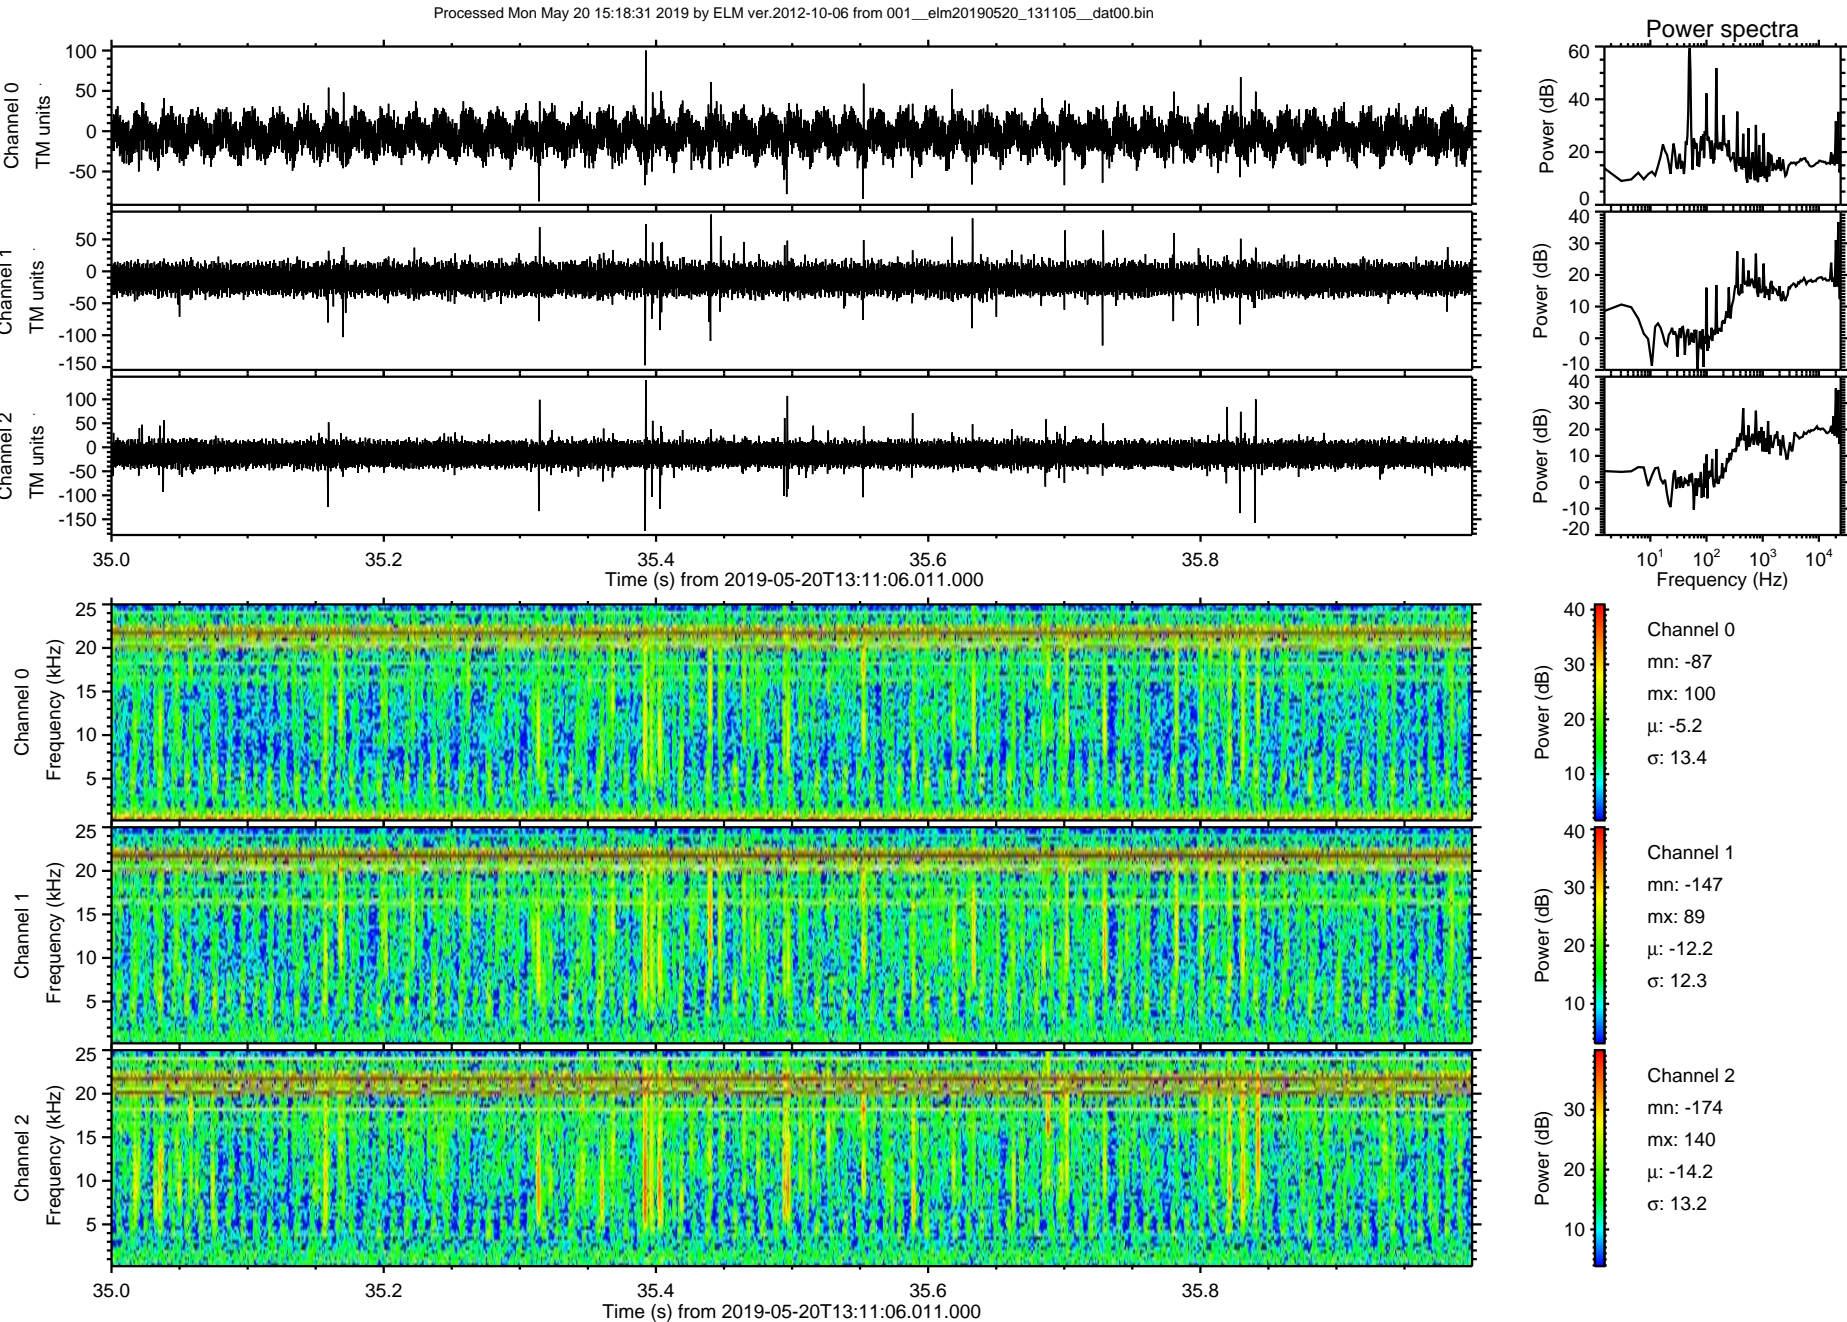 Processed Mon May 20 15:18:31 2019 by ELM ver.2012-10-06 from 001__elm20190520_131105__dat00.bin
Power spectra
Channel 0
TM units
100
50
0
-50
Power (dB)
60
40
20
0
Channel 1
TM units
50
0
-50
-100
-150
Power (dB)
40
30
20
10
0
-10
Channel 2
TM units
100
50
0
-50
-100
-150
Power (dB)
40
30
20
10
0
-10
-20
35.0 35.2 35.4 35.6 35.8
Time (s) from 2019-05-20T13:11:06.011.000
10¹ 10² 10³ 10⁴
Frequency (Hz)
Channel 0
Frequency (kHz)
25
20
15
10
5
Power (dB)
40
30
20
10
Channel 0
mn: -87
mx: 100
μ: -5.2
σ: 13.4
Channel 1
Frequency (kHz)
25
20
15
10
5
Power (dB)
40
30
20
10
Channel 1
mn: -147
mx: 89
μ: -12.2
σ: 12.3
Channel 2
Frequency (kHz)
25
20
15
10
5
Power (dB)
30
20
10
Channel 2
mn: -174
mx: 140
μ: -14.2
σ: 13.2
35.0 35.2 35.4 35.6 35.8
Time (s) from 2019-05-20T13:11:06.011.000